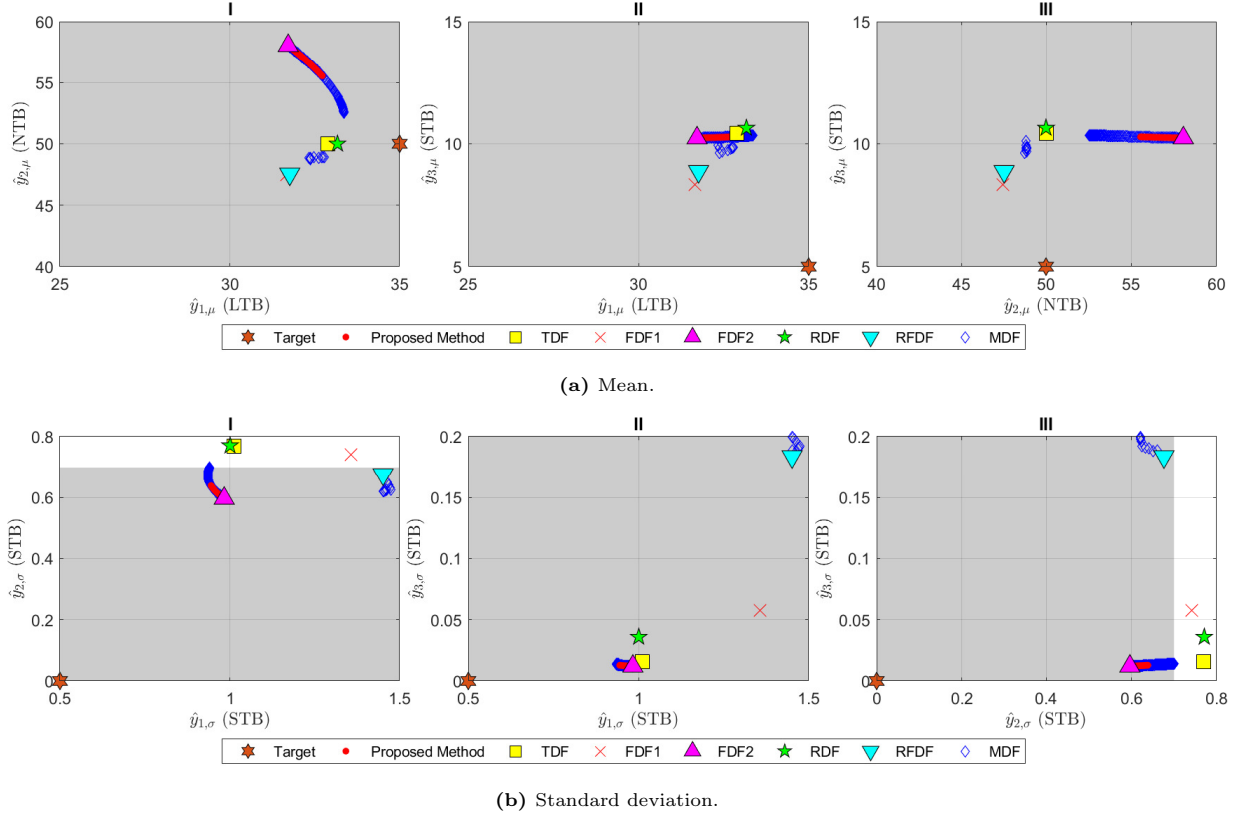 I II III
60
55
50
45
40
25 30 35
ŷ1,μ (LTB)
ŷ2,μ (NTB)
15
10
5
25 30 35
ŷ1,μ (LTB)
ŷ3,μ (STB)
15
10
5
40 45 50 55 60
ŷ2,μ (NTB)
ŷ3,μ (STB)
Target Proposed Method TDF FDF1 FDF2 RDF RFDF MDF
(a) Mean.
I II III
0.8
0.6
0.4
0.2
0
0.5 1 1.5
ŷ1,σ (STB)
ŷ2,σ (STB)
0.2
0.15
0.1
0.05
0
0.5 1 1.5
ŷ1,σ (STB)
ŷ3,σ (STB)
0.2
0.15
0.1
0.05
0
0 0.2 0.4 0.6 0.8
ŷ2,σ (STB)
ŷ3,σ (STB)
Target Proposed Method TDF FDF1 FDF2 RDF RFDF MDF
(b) Standard deviation.